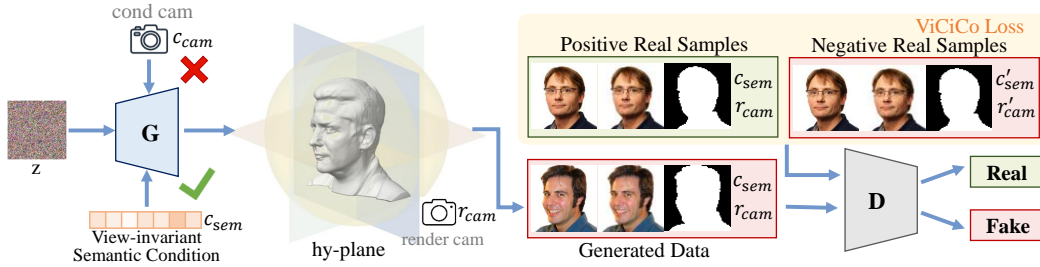 cond cam
c_cam
G
z
c_sem
View-invariant
Semantic Condition
hy-plane
r_cam
render cam
ViCiCo Loss
Positive Real Samples
c_sem
r_cam
Negative Real Samples
c'_sem
r'_cam
c_sem
r_cam
Generated Data
D
Real
Fake